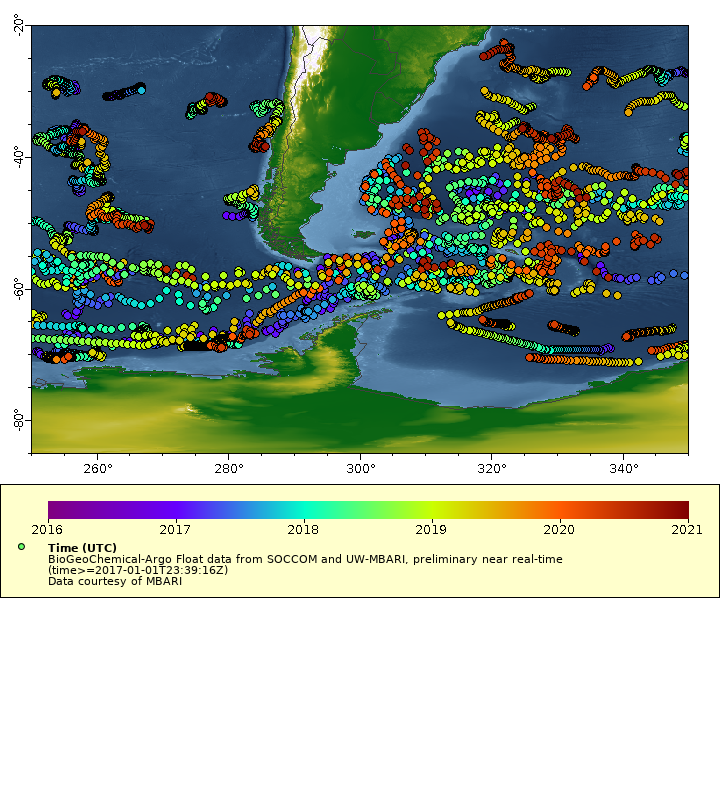 -20°
-40°
-60°
-80°
260° 280° 300° 320° 340°
2016 2017 2018 2019 2020 2021
Time (UTC)
BioGeoChemical-Argo Float data from SOCCOM and UW-MBARI, preliminary near real-time
(time>=2017-01-01T23:39:16Z)
Data courtesy of MBARI